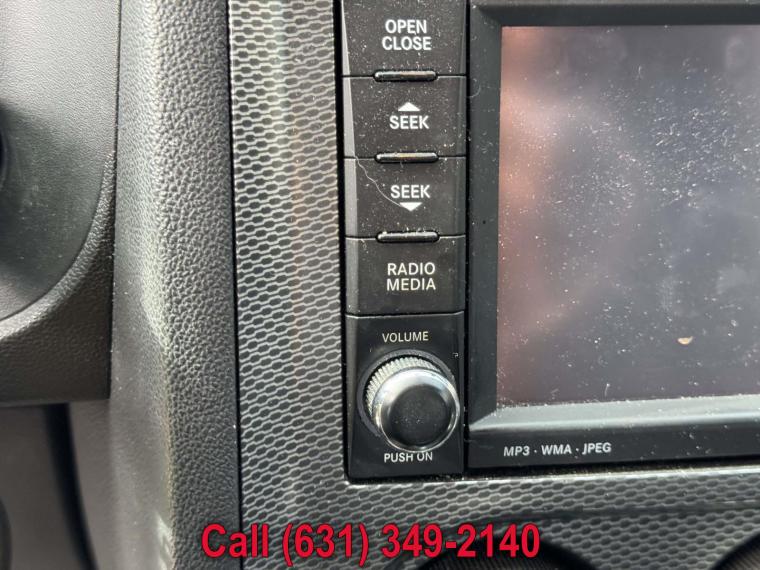 OPEN
CLOSE
SEEK
SEEK
RADIO
MEDIA
VOLUME
PUSH ON
MP3 · WMA · JPEG
Call (631) 349-2140